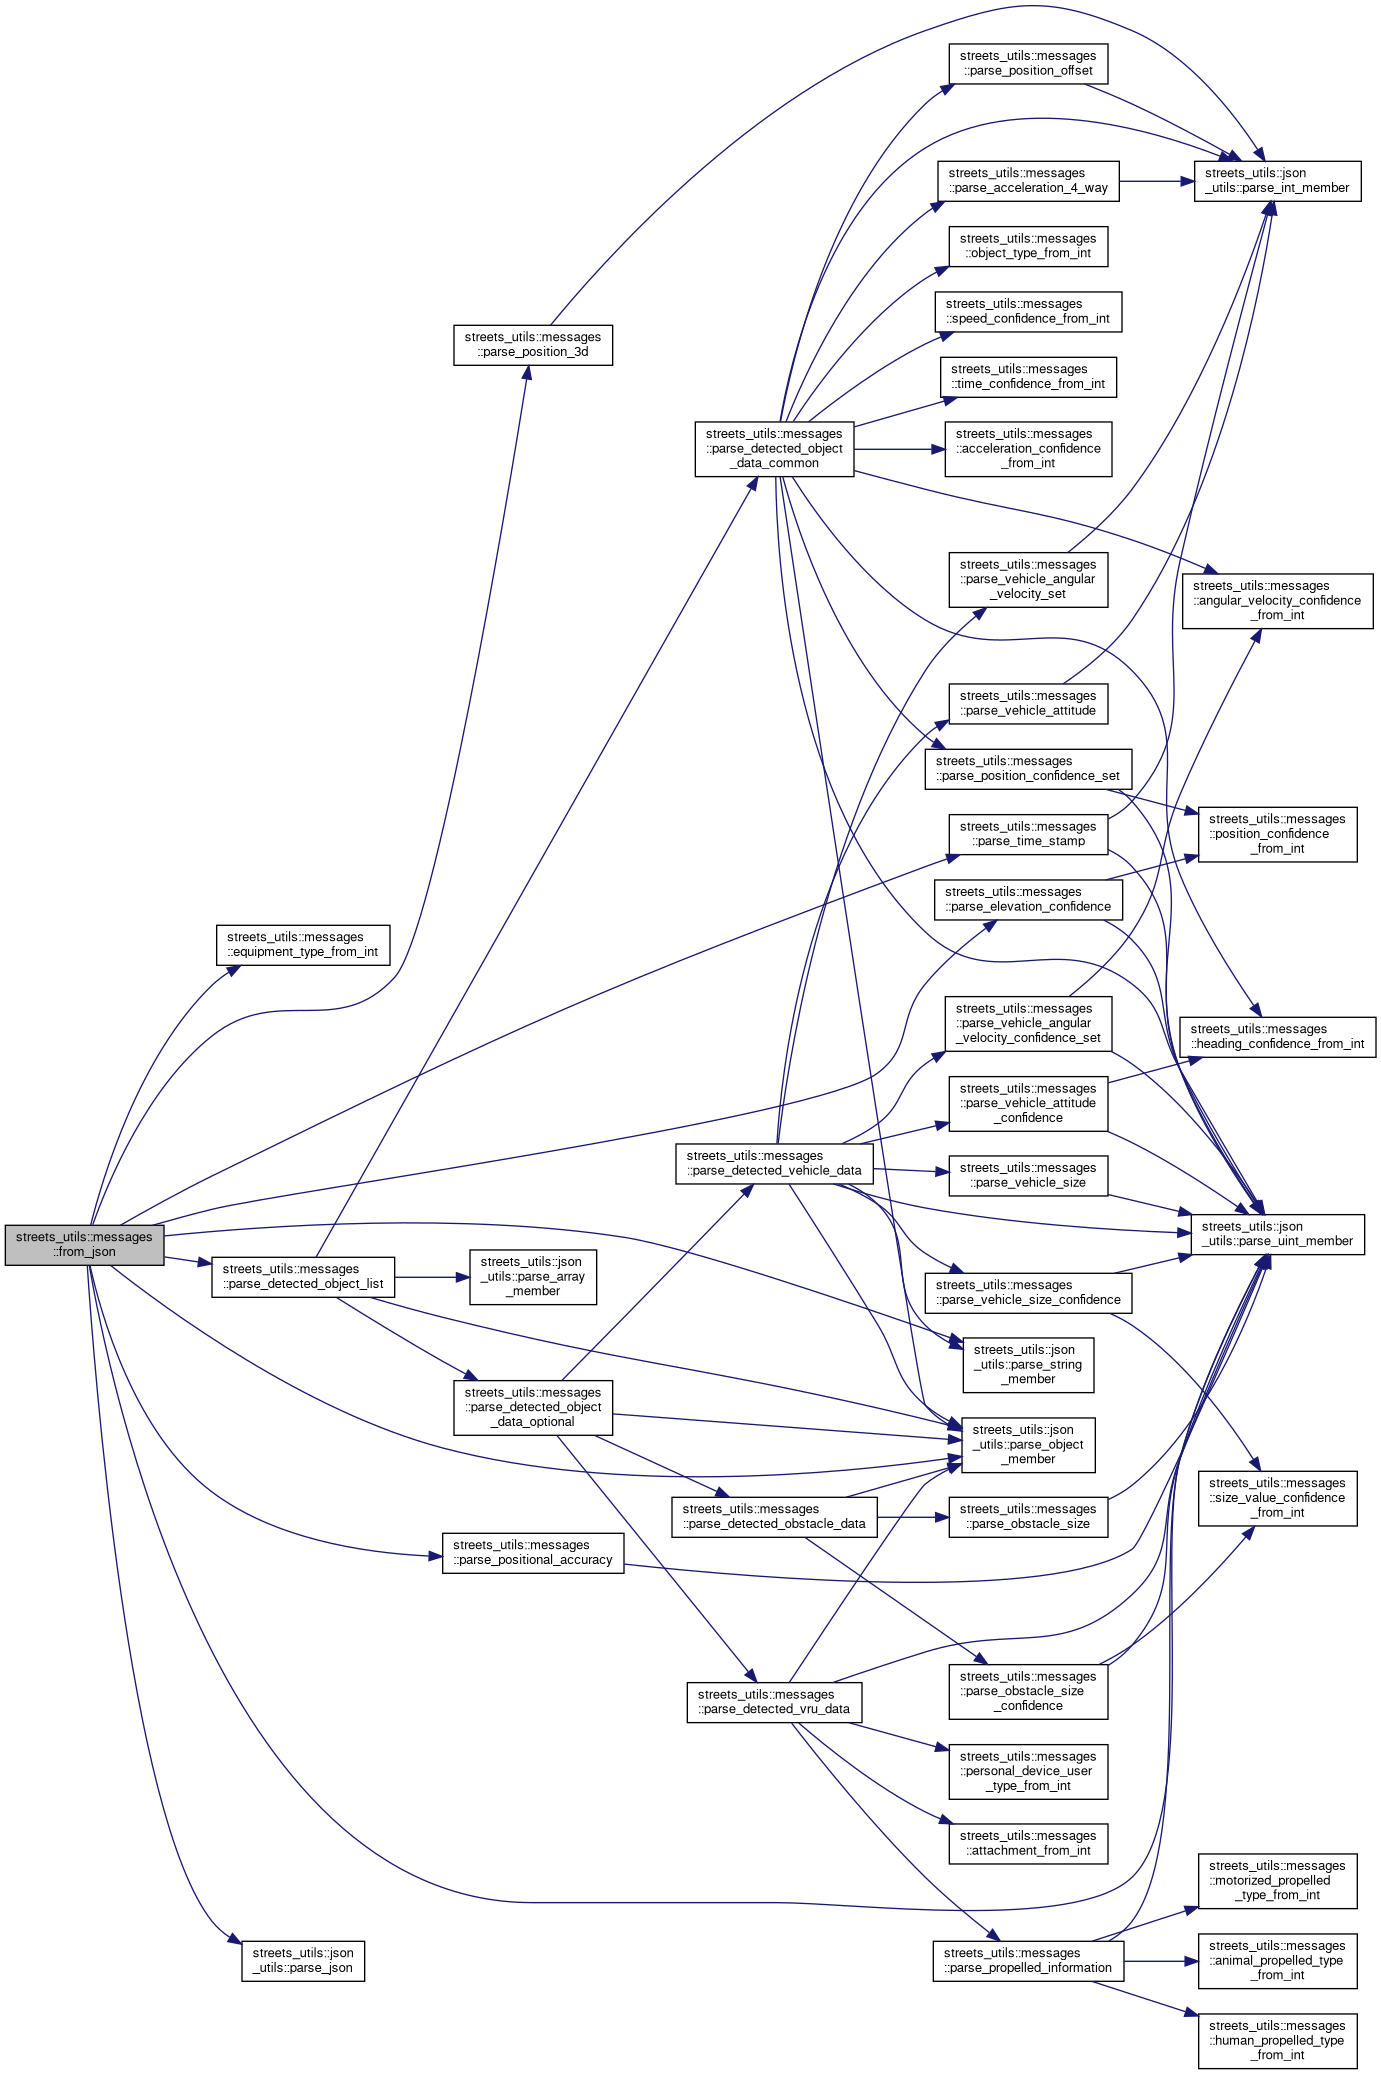 streets_utils::messages
::parse_position_offset
streets_utils::json
_utils::parse_int_member
streets_utils::messages
::parse_acceleration_4_way
streets_utils::messages
::object_type_from_int
streets_utils::messages
::speed_confidence_from_int
streets_utils::messages
::parse_position_3d
streets_utils::messages
::time_confidence_from_int
streets_utils::messages
::parse_detected_object
_data_common
streets_utils::messages
::acceleration_confidence
_from_int
streets_utils::messages
::parse_vehicle_angular
_velocity_set
streets_utils::messages
::angular_velocity_confidence
_from_int
streets_utils::messages
::parse_vehicle_attitude
streets_utils::messages
::parse_position_confidence_set
streets_utils::messages
::position_confidence
_from_int
streets_utils::messages
::parse_time_stamp
streets_utils::messages
::parse_elevation_confidence
streets_utils::messages
::equipment_type_from_int
streets_utils::messages
::parse_vehicle_angular
_velocity_confidence_set
streets_utils::messages
::heading_confidence_from_int
streets_utils::messages
::parse_vehicle_attitude
_confidence
streets_utils::messages
::parse_detected_vehicle_data
streets_utils::messages
::parse_vehicle_size
streets_utils::messages
::from_json
streets_utils::json
_utils::parse_uint_member
streets_utils::messages
::parse_detected_object_list
streets_utils::json
_utils::parse_array
_member
streets_utils::messages
::parse_vehicle_size_confidence
streets_utils::json
_utils::parse_string
_member
streets_utils::messages
::parse_detected_object
_data_optional
streets_utils::json
_utils::parse_object
_member
streets_utils::messages
::size_value_confidence
_from_int
streets_utils::messages
::parse_detected_obstacle_data
streets_utils::messages
::parse_obstacle_size
streets_utils::messages
::parse_positional_accuracy
streets_utils::messages
::parse_obstacle_size
_confidence
streets_utils::messages
::parse_detected_vru_data
streets_utils::messages
::personal_device_user
_type_from_int
streets_utils::messages
::attachment_from_int
streets_utils::messages
::motorized_propelled
_type_from_int
streets_utils::json
_utils::parse_json
streets_utils::messages
::parse_propelled_information
streets_utils::messages
::animal_propelled_type
_from_int
streets_utils::messages
::human_propelled_type
_from_int